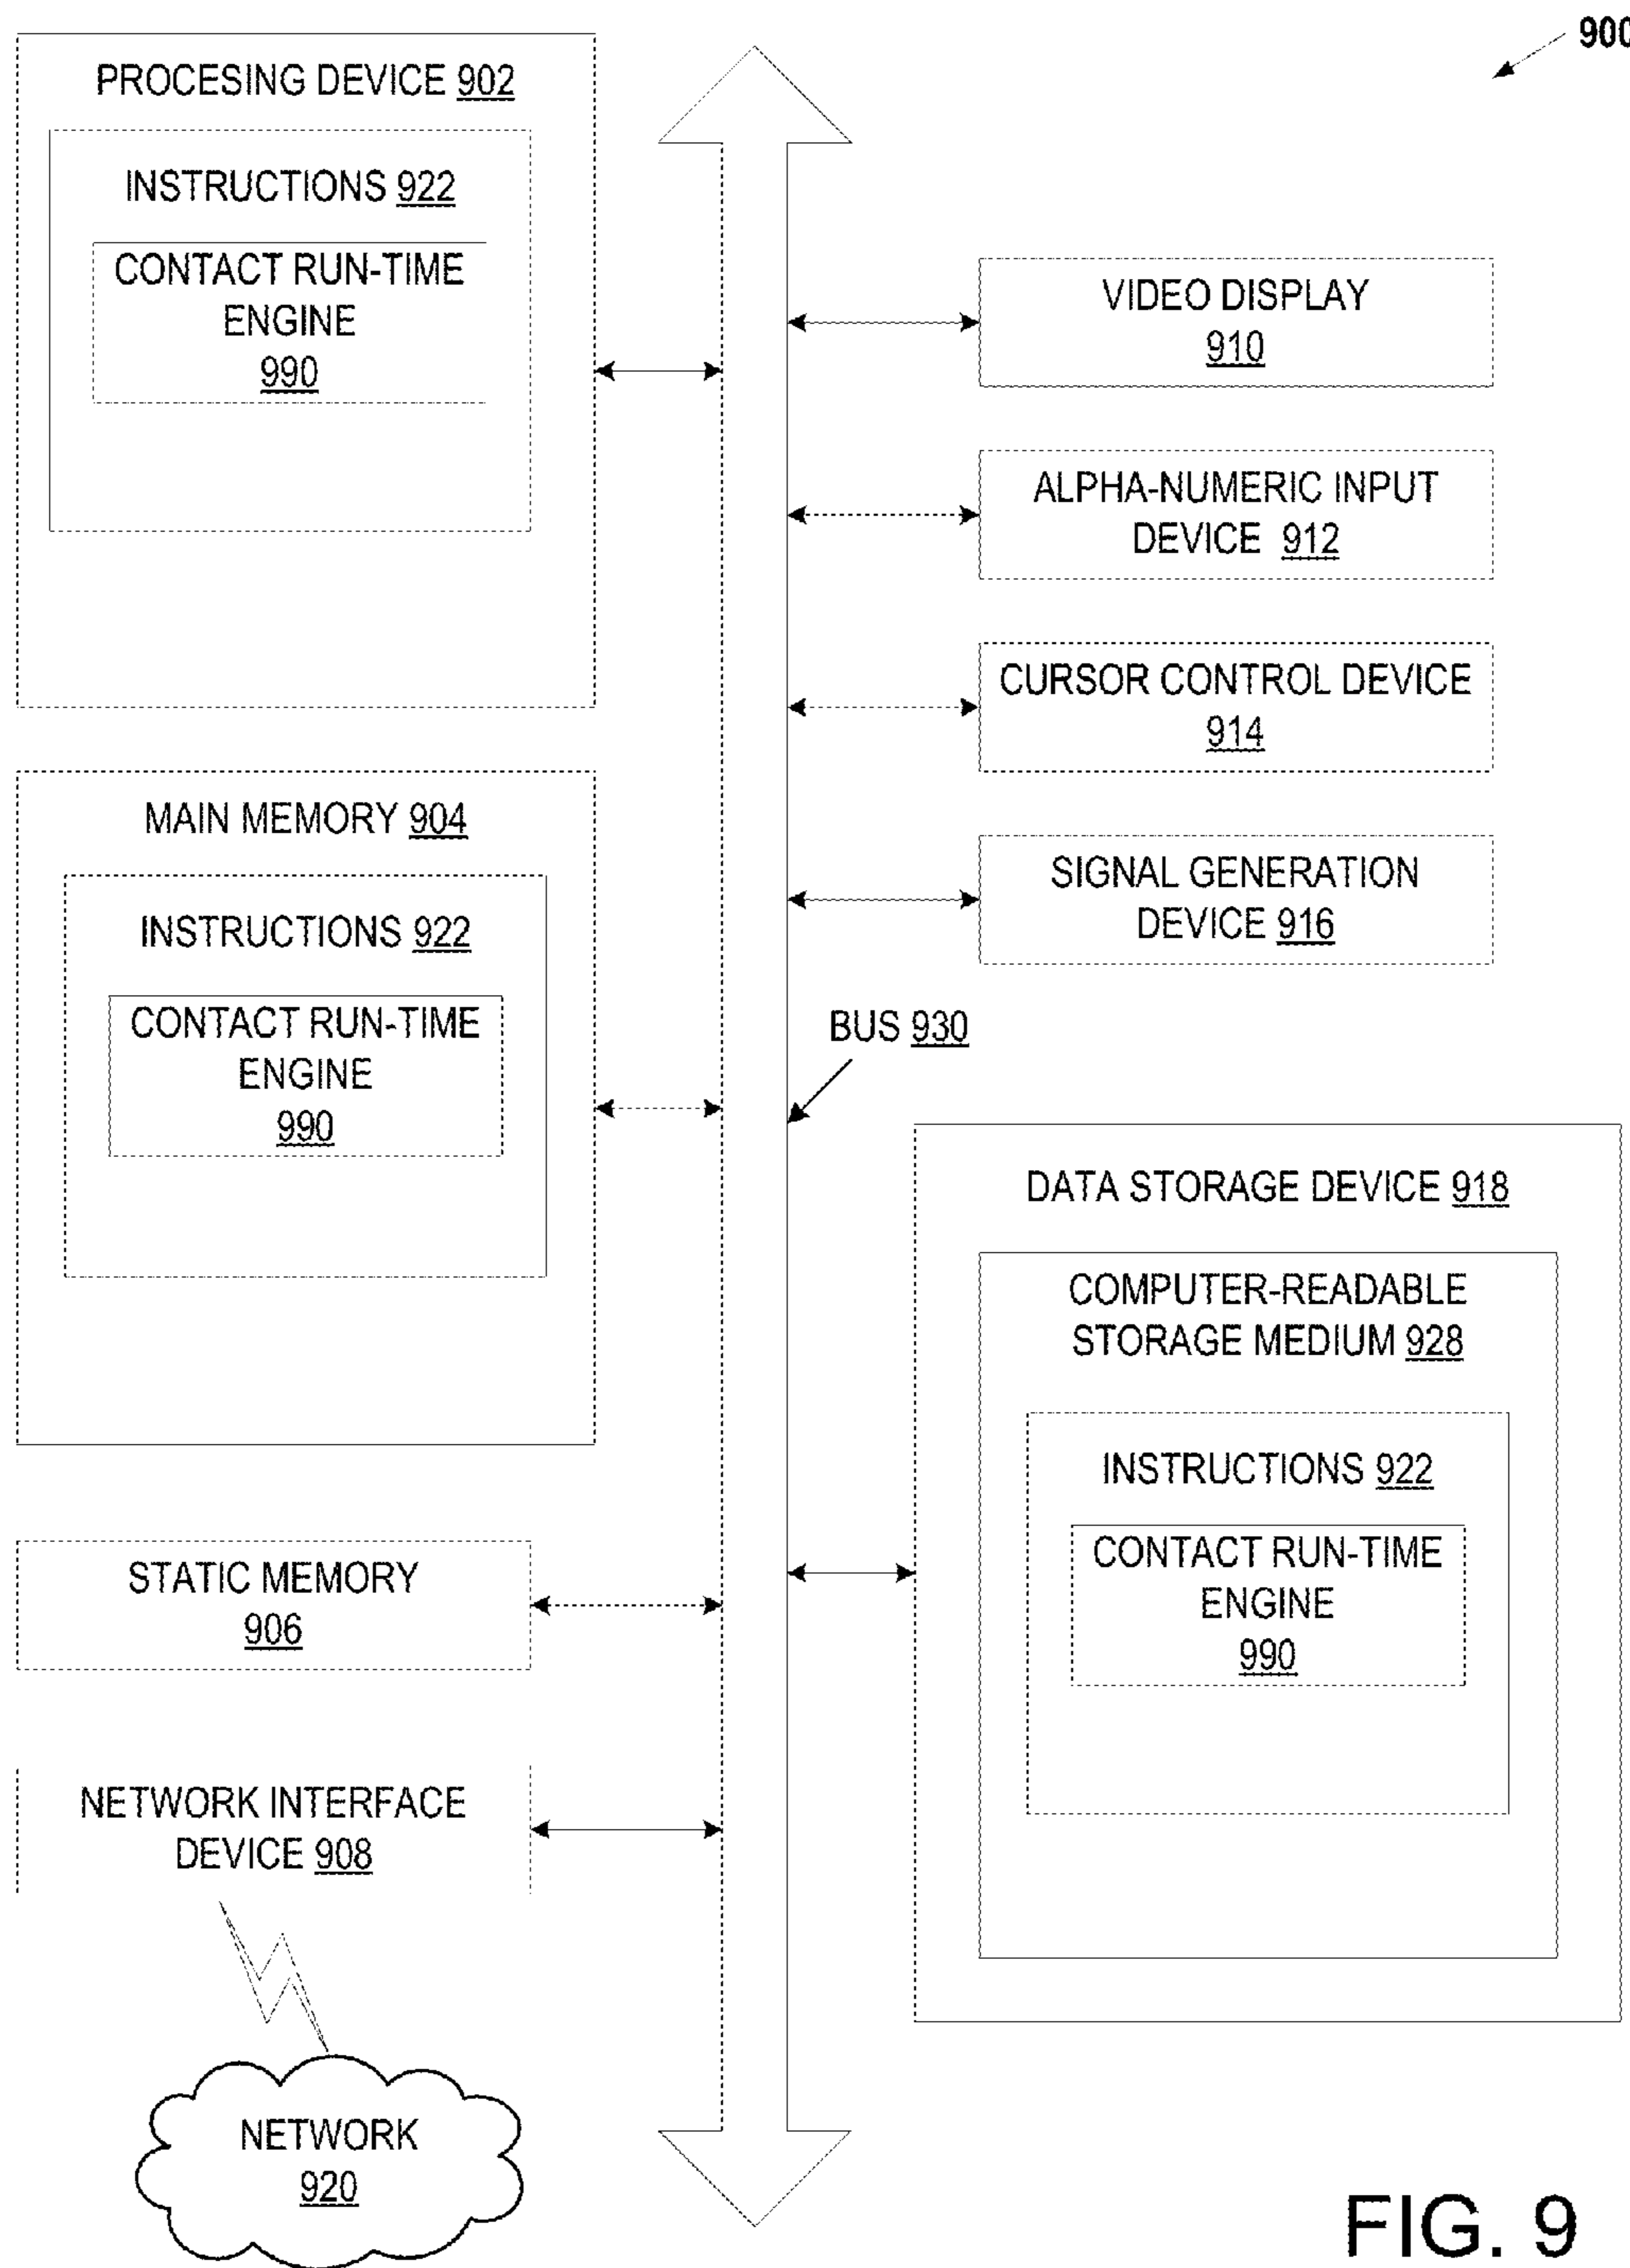 900
PROCESING DEVICE 902
INSTRUCTIONS 922
CONTACT RUN-TIME
ENGINE
990
MAIN MEMORY 904
INSTRUCTIONS 922
CONTACT RUN-TIME
ENGINE
990
STATIC MEMORY
906
NETWORK INTERFACE
DEVICE 908
NETWORK
920
VIDEO DISPLAY
910
ALPHA-NUMERIC INPUT
DEVICE 912
CURSOR CONTROL DEVICE
914
SIGNAL GENERATION
DEVICE 916
BUS 930
DATA STORAGE DEVICE 918
COMPUTER-READABLE
STORAGE MEDIUM 928
INSTRUCTIONS 922
CONTACT RUN-TIME
ENGINE
990
FIG. 9